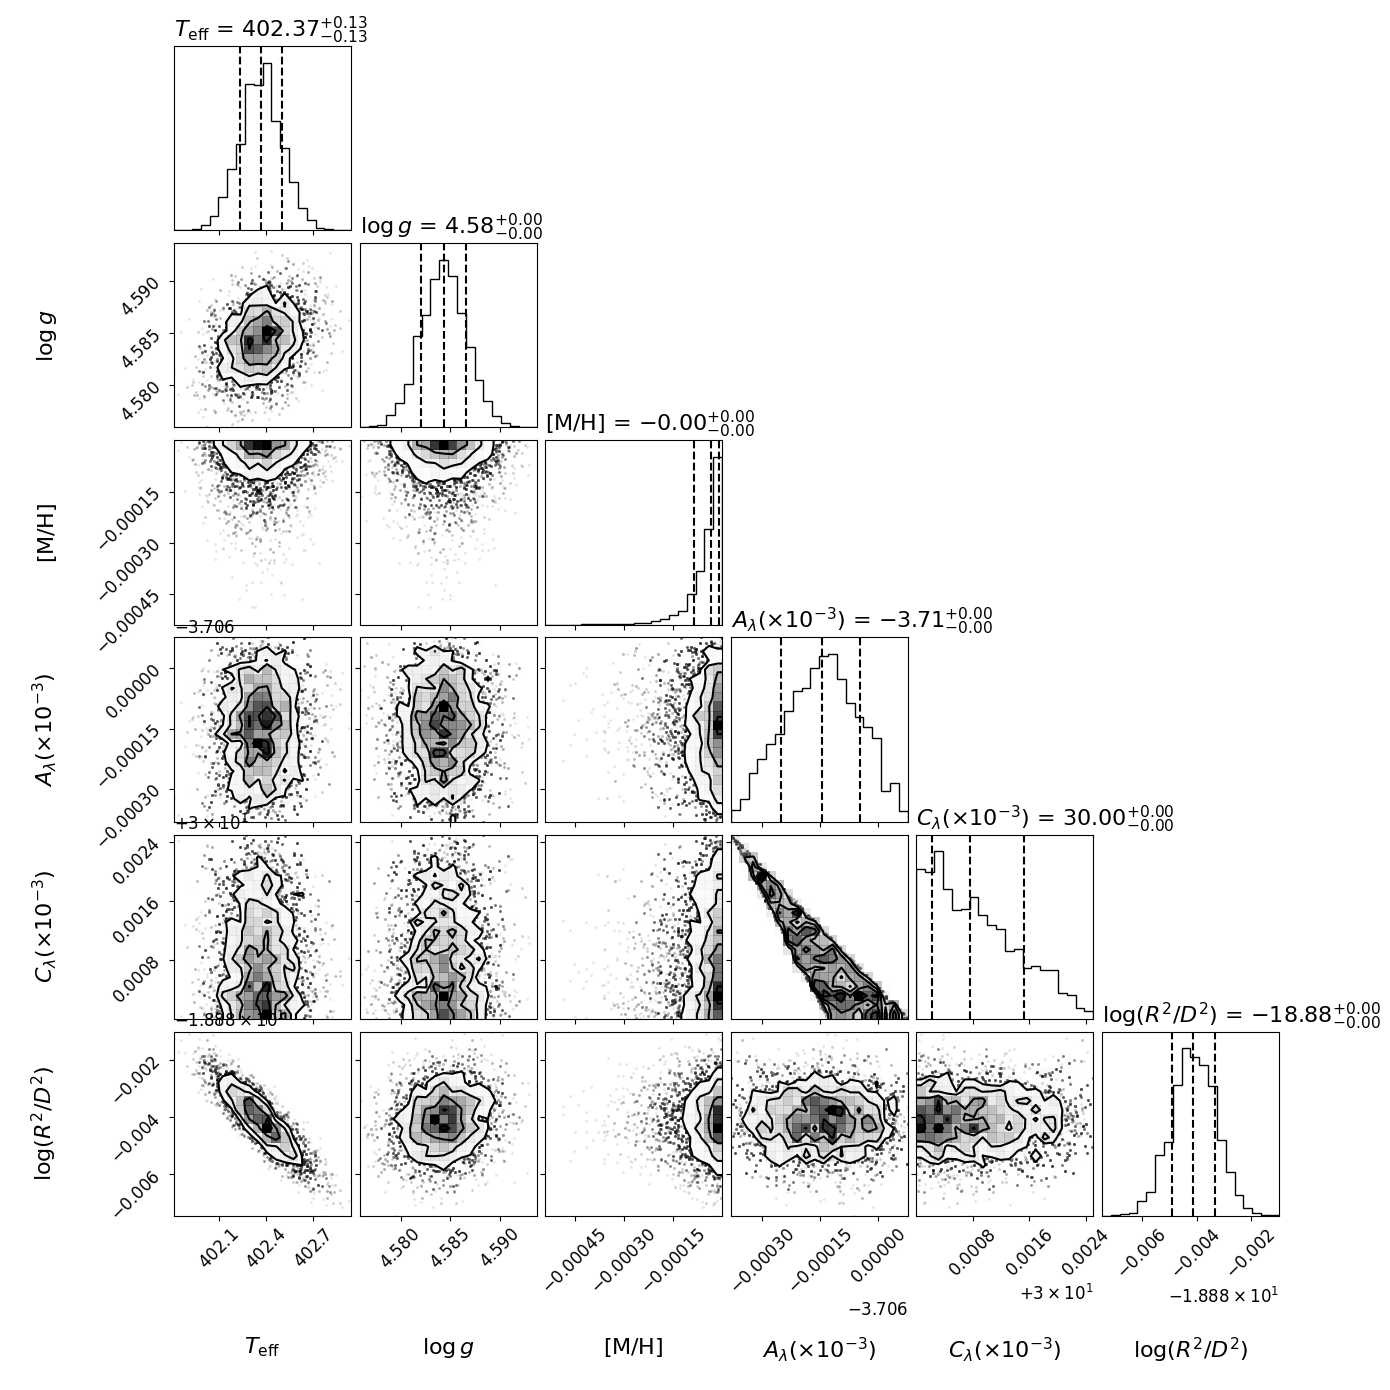 T_eff = 402.37 +0.13 −0.13
log g = 4.58 +0.00 −0.00
log g
4.590
4.585
4.580
[M/H] = −0.00 +0.00 −0.00
[M/H]
−0.00015
−0.00030
−0.00045
A_λ(×10^−3) = −3.71 +0.00 −0.00
−3.706
A_λ(×10^−3)
0.00000
−0.00015
−0.00030
C_λ(×10^−3) = 30.00 +0.00 −0.00
+3×10^1
C_λ(×10^−3)
0.0024
0.0016
0.0008
log(R^2/D^2) = −18.88 +0.00 −0.00
−1.888×10^1
log(R^2/D^2)
−0.002
−0.004
−0.006
402.1 402.4 402.7 4.580 4.585 4.590 −0.00045 −0.00030 −0.00015 −0.00030 −0.00015 0.00000 0.0008 0.0016 0.0024 −0.006 −0.004 −0.002
−3.706 +3×10^1 −1.888×10^1
T_eff log g [M/H] A_λ(×10^−3) C_λ(×10^−3) log(R^2/D^2)